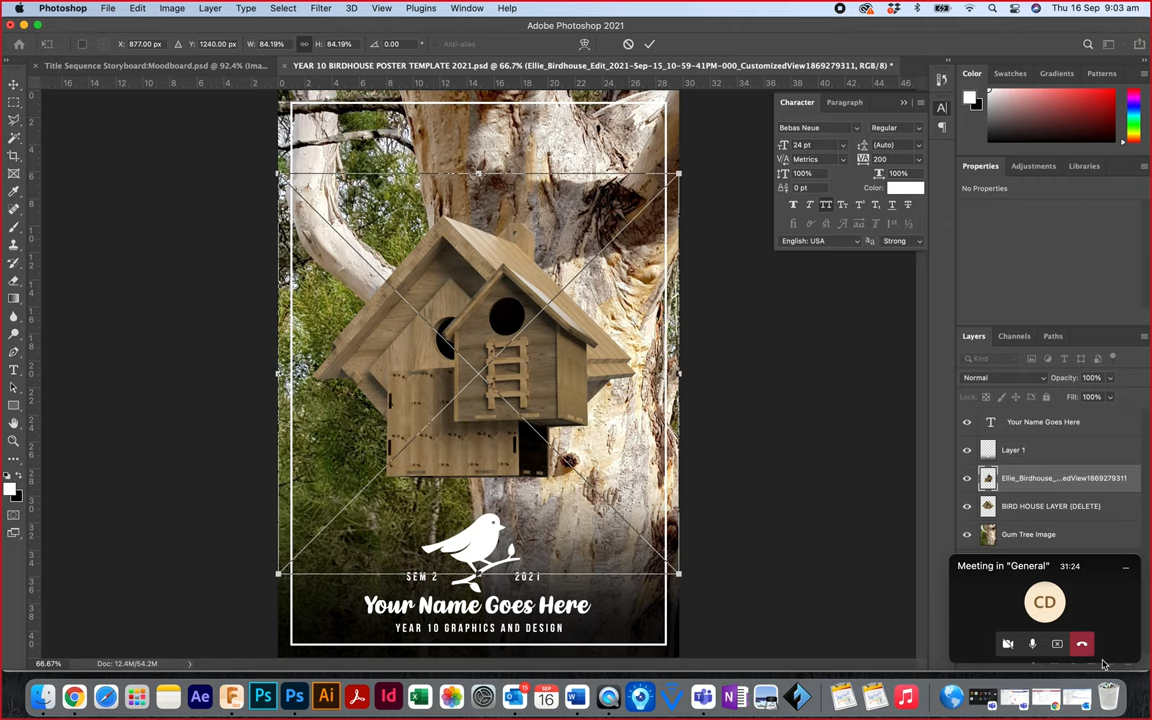 Photoshop File Edit Image Layer Type Select Filter 3D View Plugins Window Help Thu 16 Sep 9:03 am
Adobe Photoshop 2021
X: 877.00 px Y: 1240.00 px W: 84.19% H: 84.19% 0.00 ° Anti-alias
Title Sequence Storyboard:Moodboard.psd @ 92.4% (Ima...
YEAR 10 BIRDHOUSE POSTER TEMPLATE 2021.psd @ 66.7% (Ellie_Birdhouse_Edit_2021-Sep-15_10-59-41PM-000_CustomizedView1869279311, RGB/8) *
Character Paragraph
Bebas Neue Regular
24 pt (Auto)
Metrics 200
100% 100%
0 pt Color:
English: USA Strong
Color Swatches Gradients Patterns
Properties Adjustments Libraries
No Properties
Layers Channels Paths
Kind
Normal Opacity: 100%
Lock: Fill: 100%
Your Name Goes Here
Layer 1
Ellie_Birdhouse_...edView1869279311
BIRD HOUSE LAYER (DELETE)
Gum Tree Image
Meeting in "General" 31:24
CD
SEM 2 2021
Your Name Goes Here
YEAR 10 GRAPHICS AND DESIGN
66.67% Doc: 12.4M/54.2M